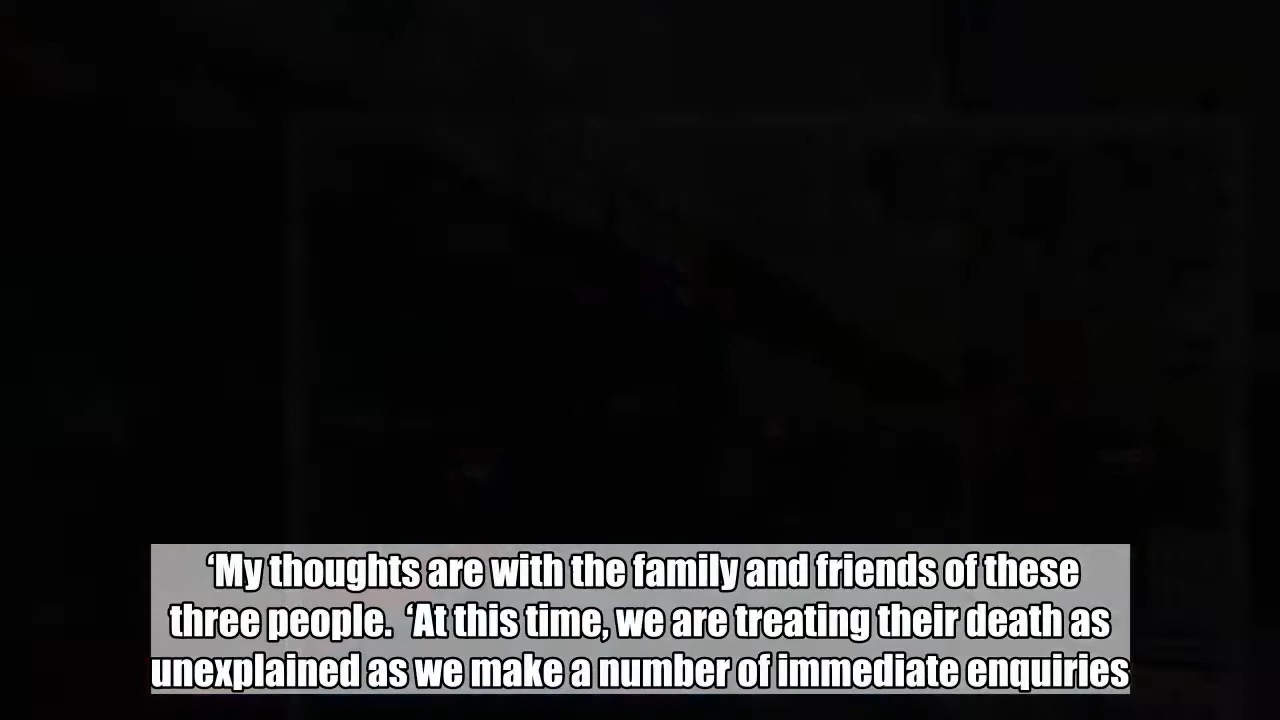 ‘My thoughts are with the family and friends of these
three people.  ‘At this time, we are treating their death as
unexplained as we make a number of immediate enquiries